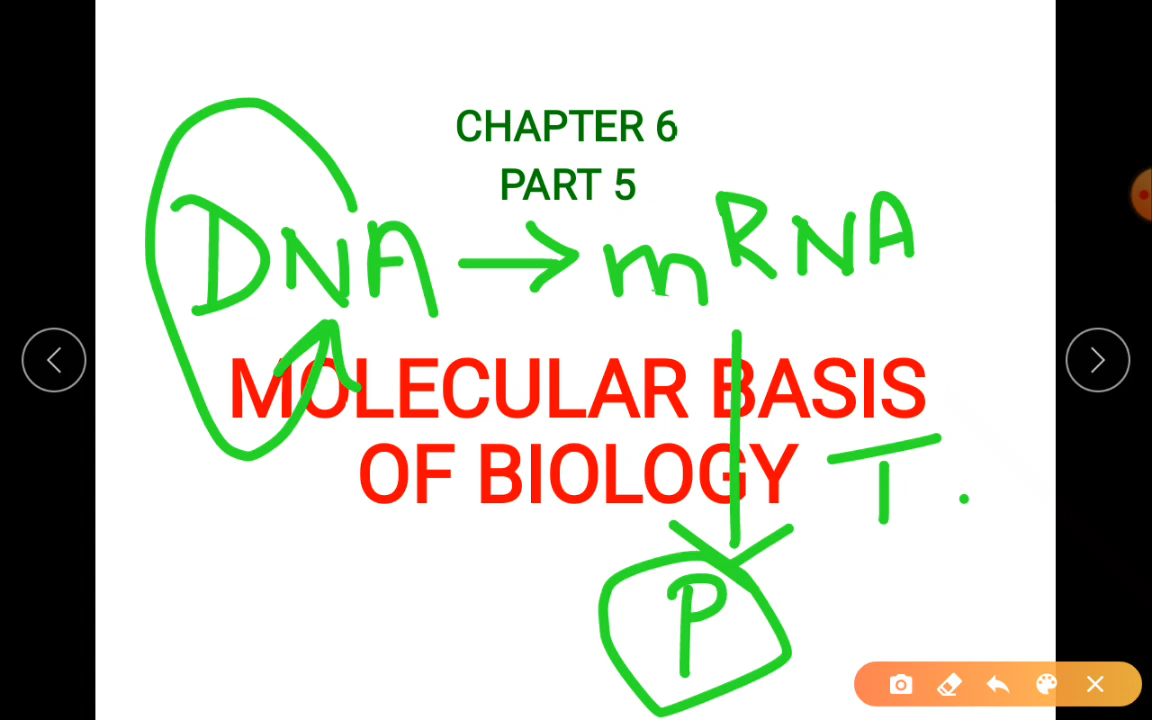 CHAPTER 6
PART 5
DNA → mRNA
MOLECULAR BASIS
OF BIOLOGY
T.
P